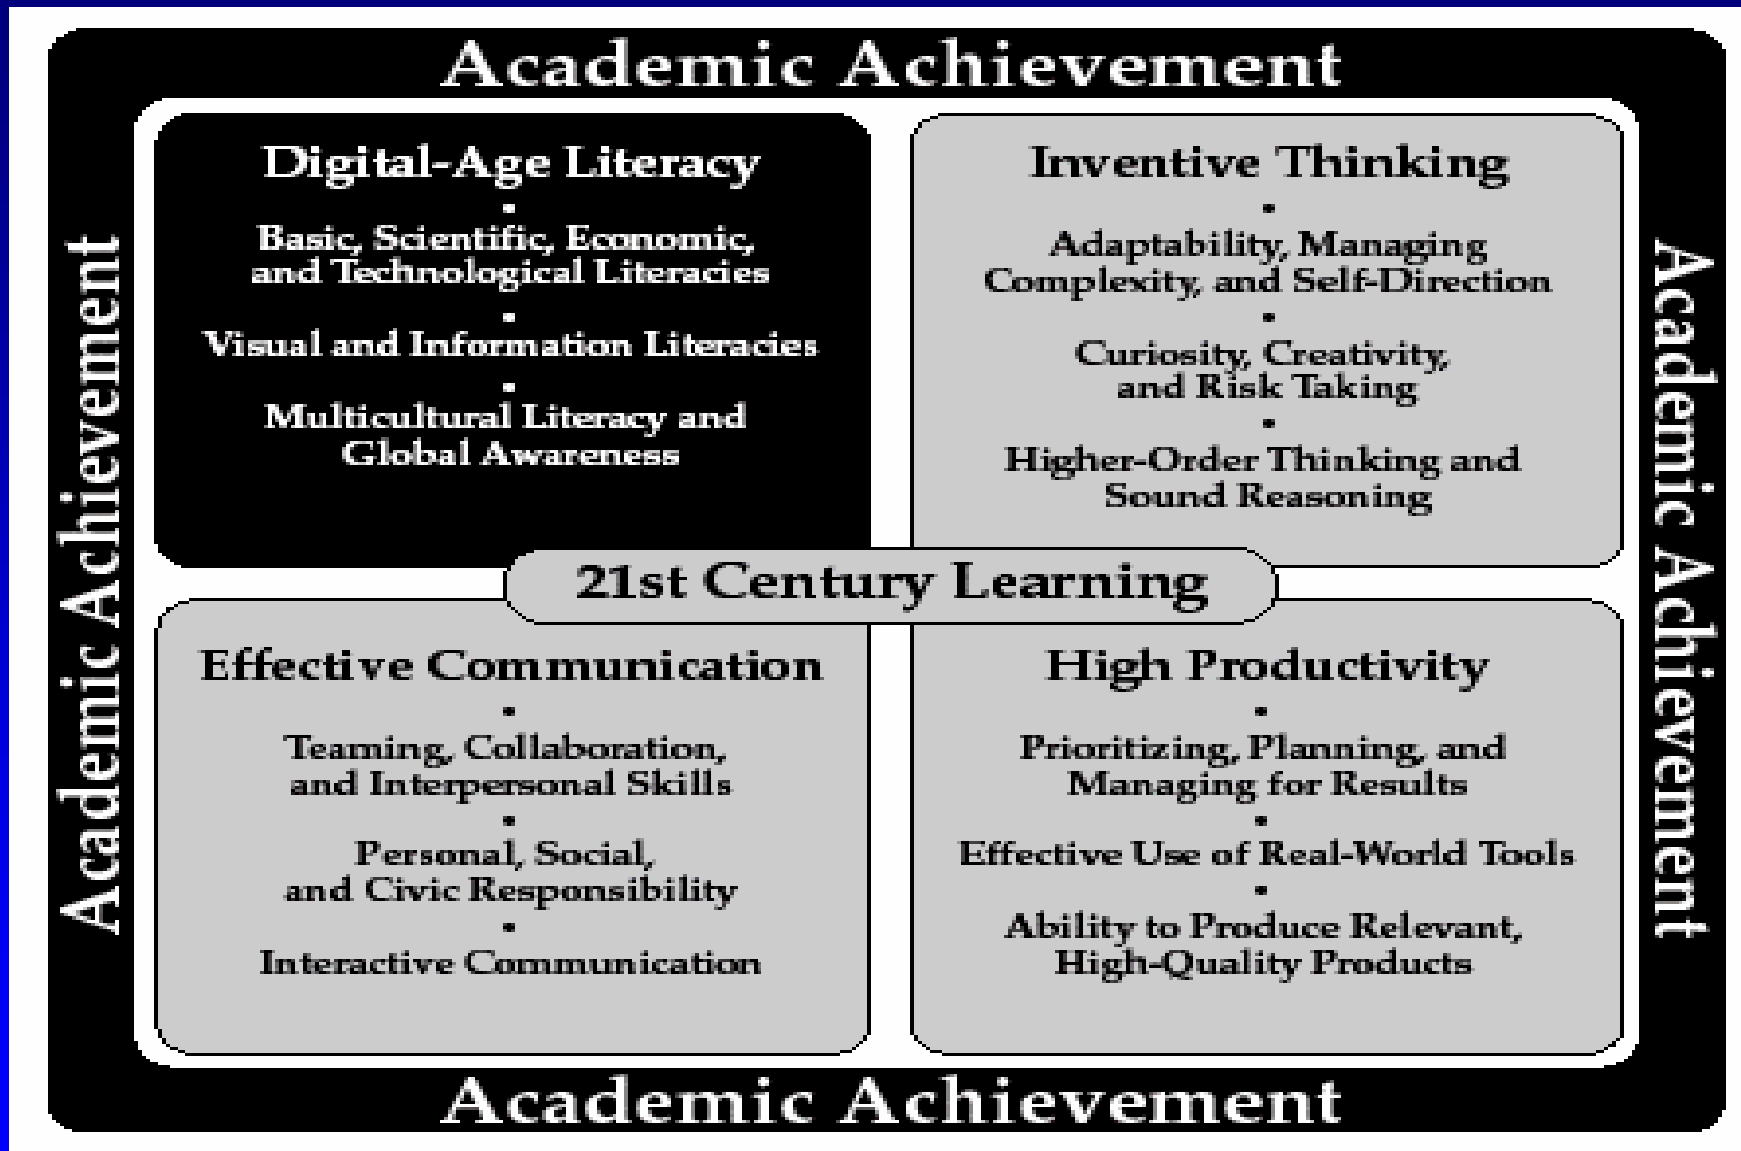 Academic Achievement
Academic Achievement
Digital-Age Literacy
•
Basic, Scientific, Economic,
and Technological Literacies
•
Visual and Information Literacies
•
Multicultural Literacy and
Global Awareness
Inventive Thinking
•
Adaptability, Managing
Complexity, and Self-Direction
•
Curiosity, Creativity,
and Risk Taking
•
Higher-Order Thinking and
Sound Reasoning
21st Century Learning
Effective Communication
•
Teaming, Collaboration,
and Interpersonal Skills
•
Personal, Social,
and Civic Responsibility
•
Interactive Communication
High Productivity
•
Prioritizing, Planning, and
Managing for Results
•
Effective Use of Real-World Tools
•
Ability to Produce Relevant,
High-Quality Products
Academic Achievement
Academic Achievement